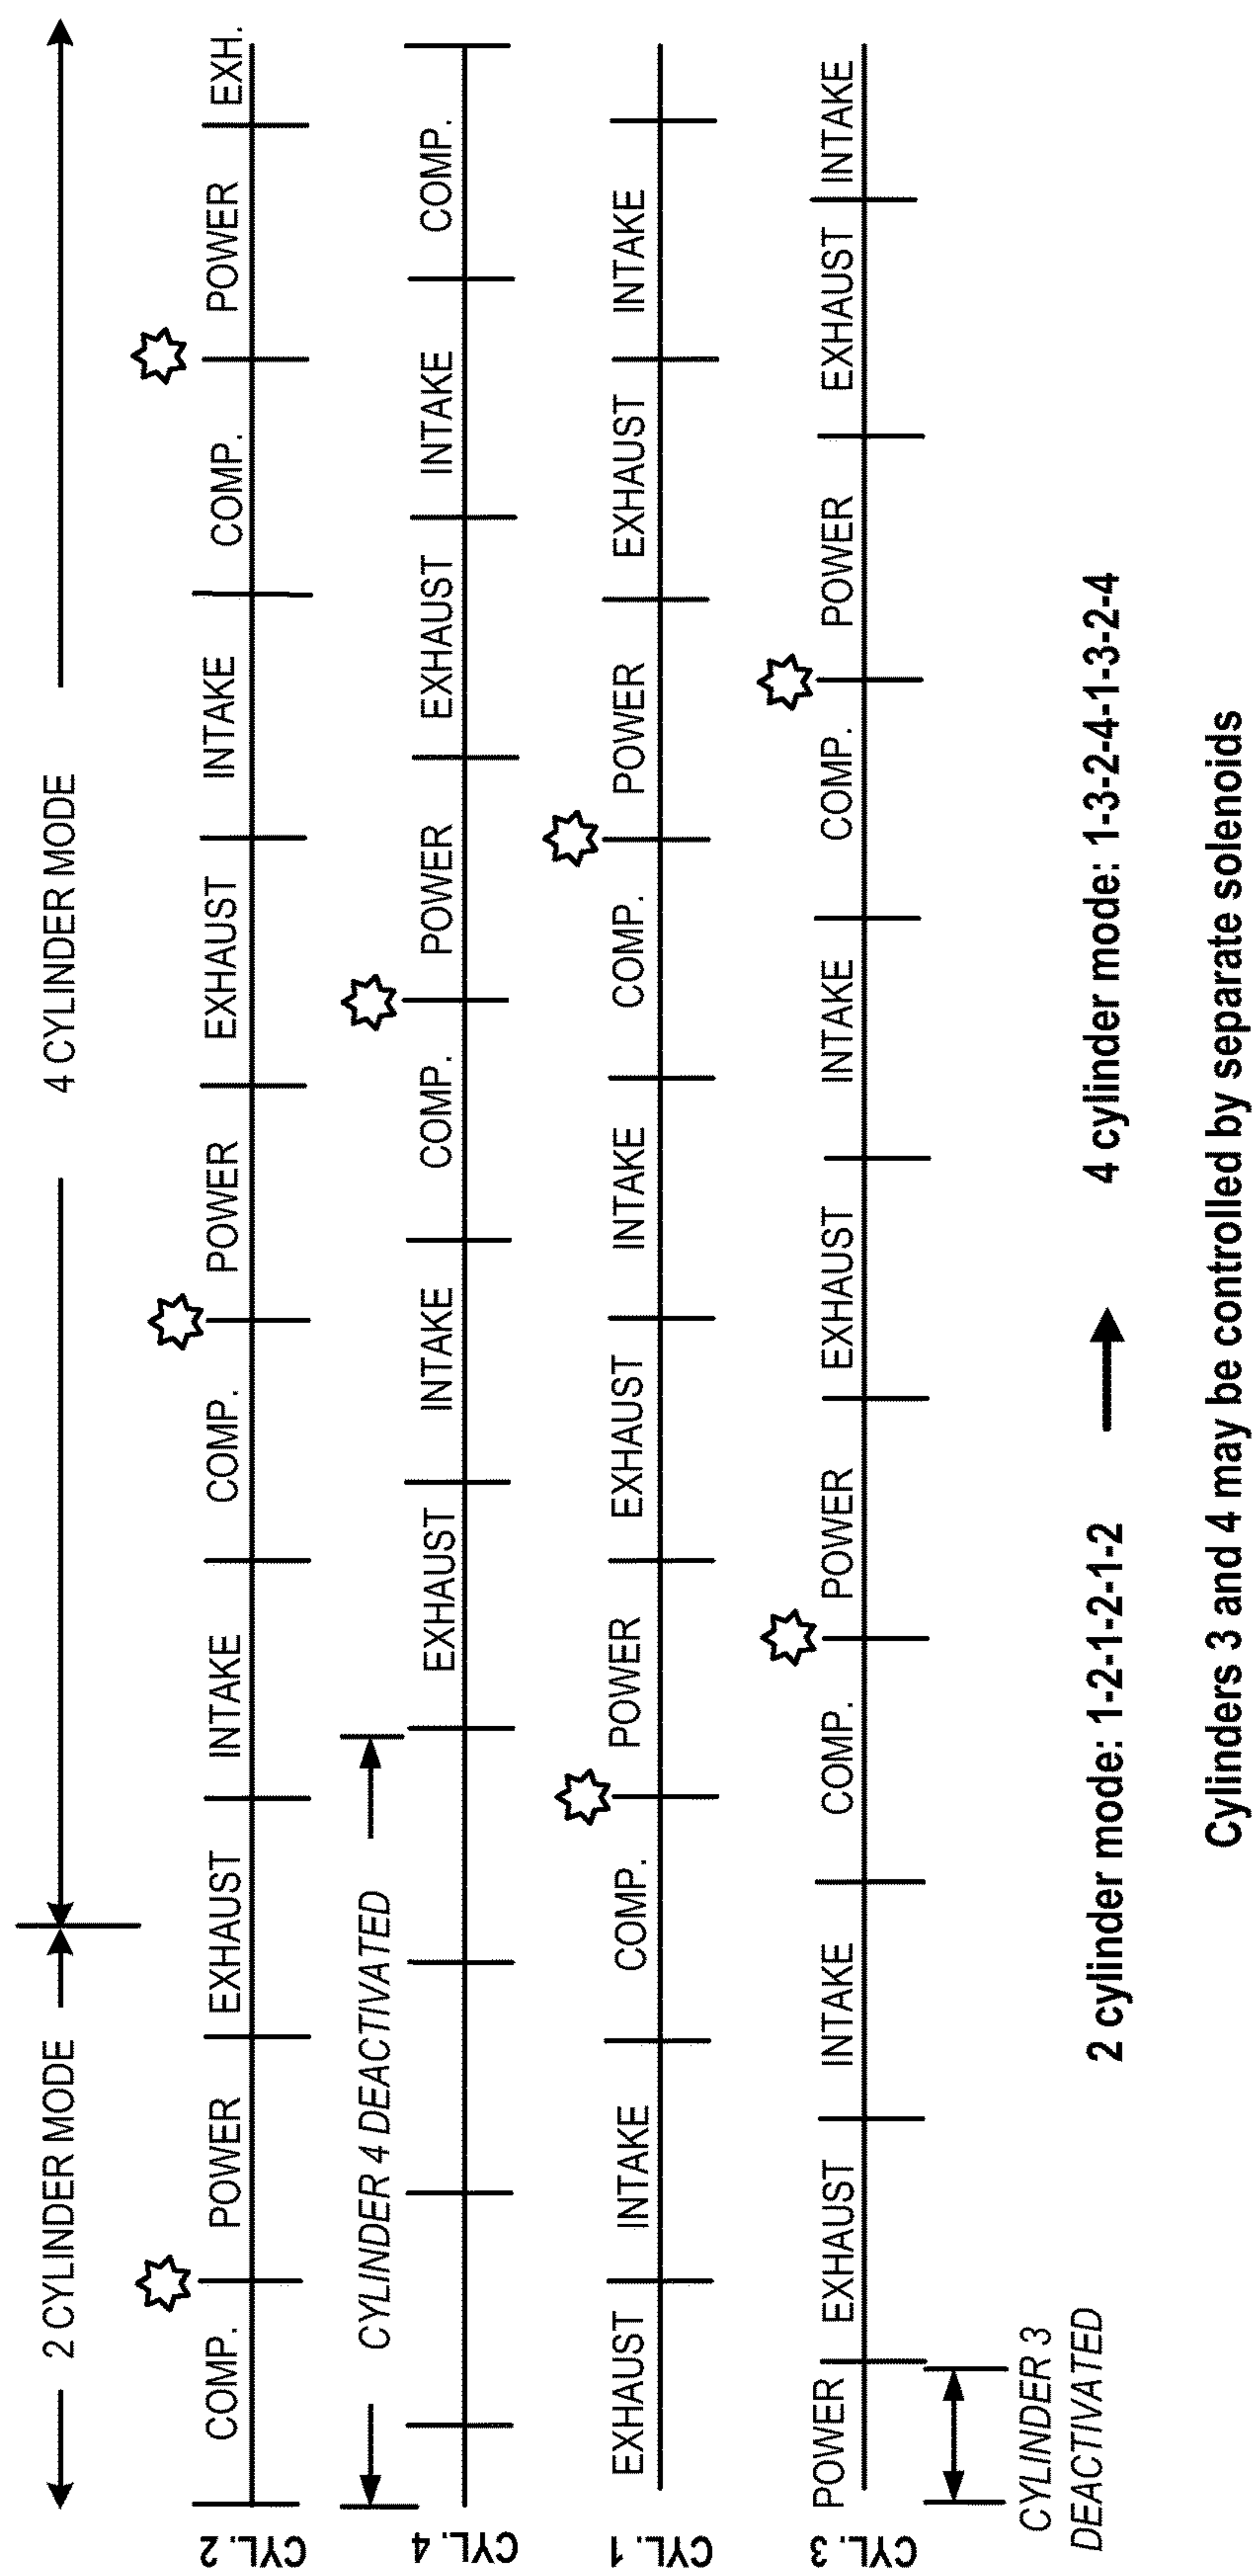 2 CYLINDER MODE
4 CYLINDER MODE
CYL. 2
COMP.
POWER
EXHAUST
INTAKE
COMP.
POWER
EXHAUST
INTAKE
COMP.
POWER
EXH.
CYLINDER 4 DEACTIVATED
CYL. 4
EXHAUST
INTAKE
COMP.
POWER
EXHAUST
INTAKE
COMP.
CYL. 1
EXHAUST
INTAKE
COMP.
POWER
EXHAUST
INTAKE
COMP.
POWER
EXHAUST
INTAKE
CYL. 3
POWER
EXHAUST
INTAKE
COMP.
POWER
EXHAUST
INTAKE
COMP.
POWER
EXHAUST
INTAKE
CYLINDER 3
DEACTIVATED
2 cylinder mode: 1-2-1-2-1-2
4 cylinder mode: 1-3-2-4-1-3-2-4
Cylinders 3 and 4 may be controlled by separate solenoids